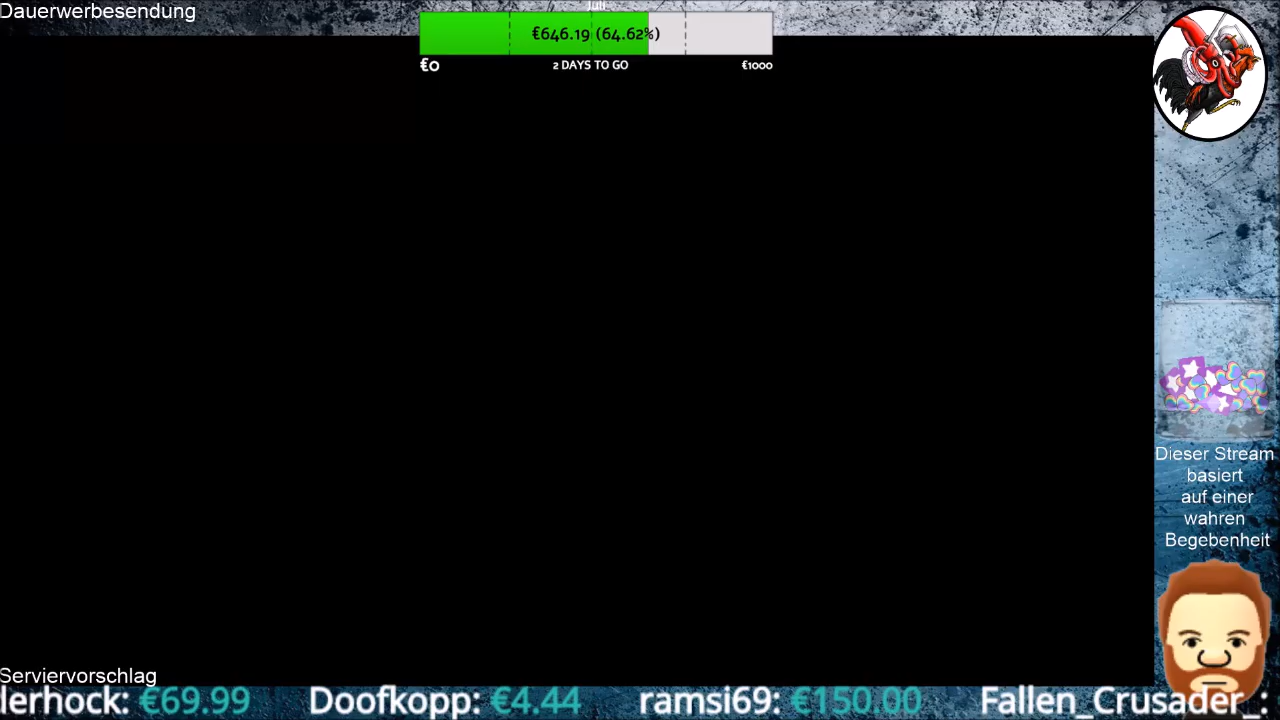 Dauerwerbesendung
Juli
€646.19 (64.62%)
€0
2 DAYS TO GO
€1000
Dieser Stream
basiert
auf einer
wahren
Begebenheit
Serviervorschlag
lerhock: €69.99 Doofkopp: €4.44 ramsi69: €150.00 Fallen_Crusader_: